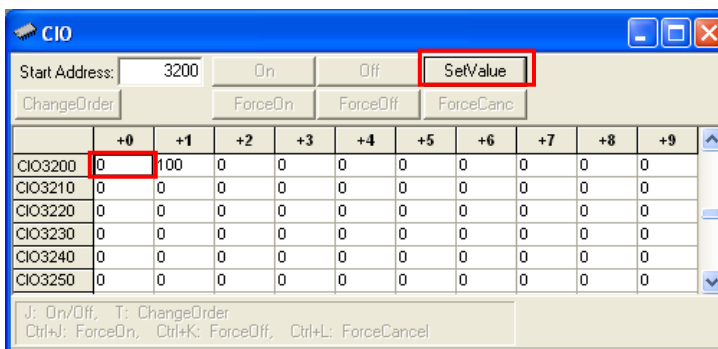 CIO
Start Address: 3200 On Off SetValue
ChangeOrder ForceOn ForceOff ForceCanc
+0 +1 +2 +3 +4 +5 +6 +7 +8 +9
CIO3200 0 100 0 0 0 0 0 0 0 0
CIO3210 0 0 0 0 0 0 0 0 0 0
CIO3220 0 0 0 0 0 0 0 0 0 0
CIO3230 0 0 0 0 0 0 0 0 0 0
CIO3240 0 0 0 0 0 0 0 0 0 0
CIO3250 0 0 0 0 0 0 0 0 0 0
J: On/Off, T: ChangeOrder
Ctrl+J: ForceOn, Ctrl+K: ForceOff, Ctrl+L: ForceCancel